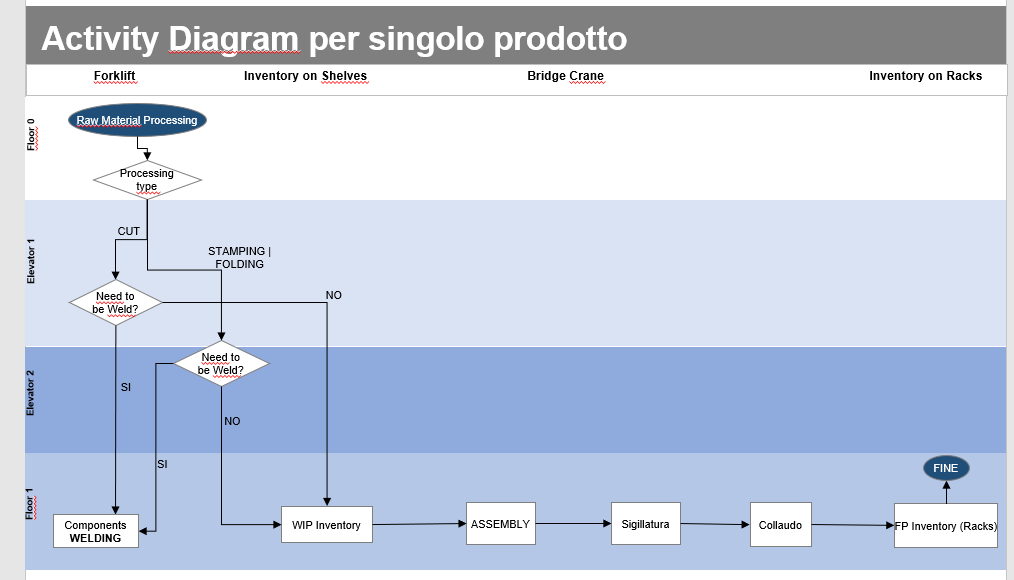 Activity Diagram per singolo prodotto
Forklift
Inventory on Shelves
Bridge Crane
Inventory on Racks
Floor 0
Raw Material Processing
Processing
type
Elevator 1
CUT
STAMPING |
FOLDING
Need to
be Weld?
NO
Elevator 2
Need to
be Weld?
SI
NO
SI
Floor 1
FINE
Components
WELDING
WIP Inventory
ASSEMBLY
Sigillatura
Collaudo
FP Inventory (Racks)